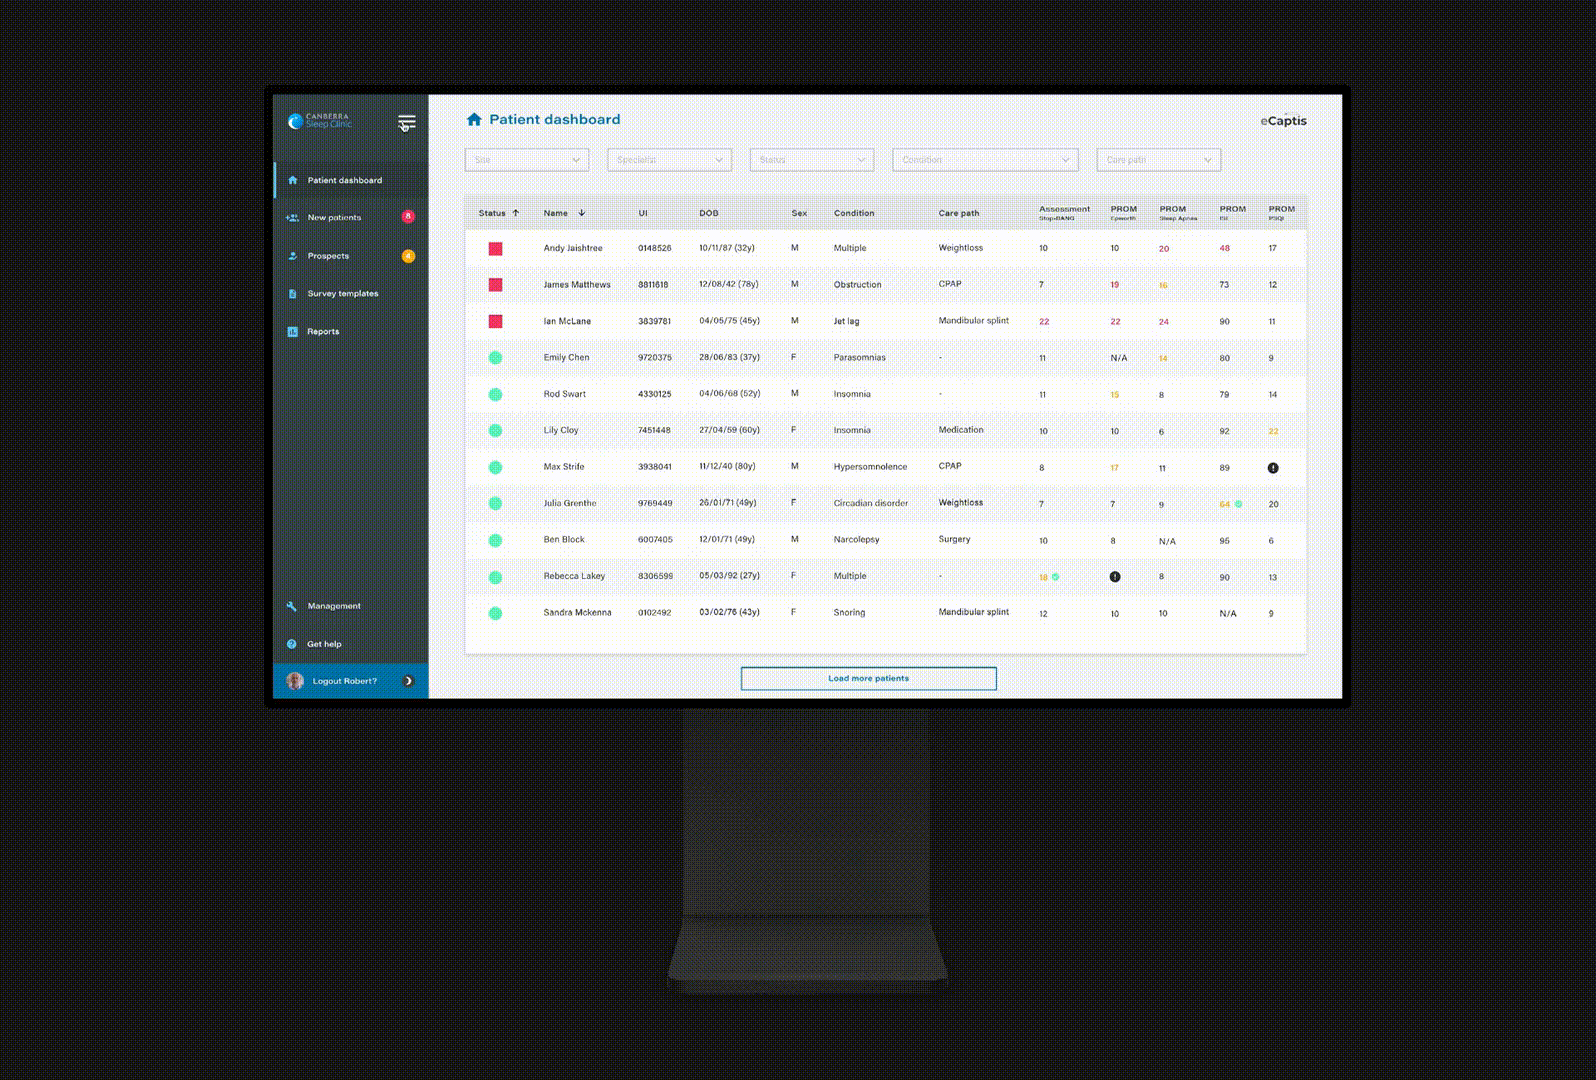 CANBERRA
Sleep Clinic
Patient dashboard
New patients 8
Prospects 4
Survey templates
Reports
Management
Get help
Logout Robert?
Patient dashboard
eCaptis
Site Specialist Status Condition Care path
Status Name UI DOB Sex Condition Care path Assessment PROM PROM PROM PROM
Stop-BANG Epworth Sleep Apnea ISI PSQI
Andy Jaishtree 0148526 10/11/87 (32y) M Multiple Weightloss 10 10 20 48 17
James Matthews 8811618 12/08/42 (78y) M Obstruction CPAP 7 19 16 73 12
Ian McLane 3839781 04/05/75 (45y) M Jet lag Mandibular splint 22 22 24 90 11
Emily Chen 9720375 28/06/83 (37y) F Parasomnias - 11 N/A 14 80 9
Rod Swart 4330125 04/06/68 (52y) M Insomnia - 11 15 8 79 14
Lily Cloy 7451448 27/04/59 (60y) F Insomnia Medication 10 10 6 92 22
Max Strife 3938041 11/12/40 (80y) M Hypersomnolence CPAP 8 17 11 89 !
Julia Grenthe 9769449 26/01/71 (49y) F Circadian disorder Weightloss 7 7 9 64 20
Ben Block 6007405 12/01/71 (49y) M Narcolepsy Surgery 10 8 N/A 95 6
Rebecca Lakey 8306599 05/03/92 (27y) F Multiple - 18 ! 8 90 13
Sandra Mckenna 0102492 03/02/76 (43y) F Snoring Mandibular splint 12 10 10 N/A 9
Load more patients